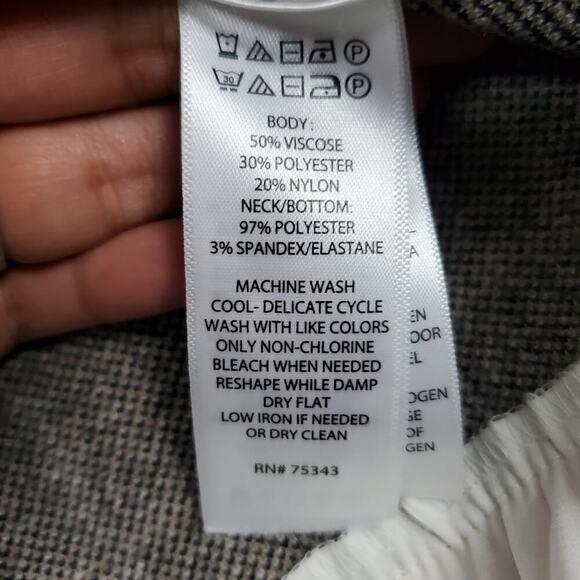 P
30 P
BODY:
50% VISCOSE
30% POLYESTER
20% NYLON
NECK/BOTTOM:
97% POLYESTER
3% SPANDEX/ELASTANE
MACHINE WASH
COOL- DELICATE CYCLE
WASH WITH LIKE COLORS
ONLY NON-CHLORINE
BLEACH WHEN NEEDED
RESHAPE WHILE DAMP
DRY FLAT
LOW IRON IF NEEDED
OR DRY CLEAN
RN# 75343